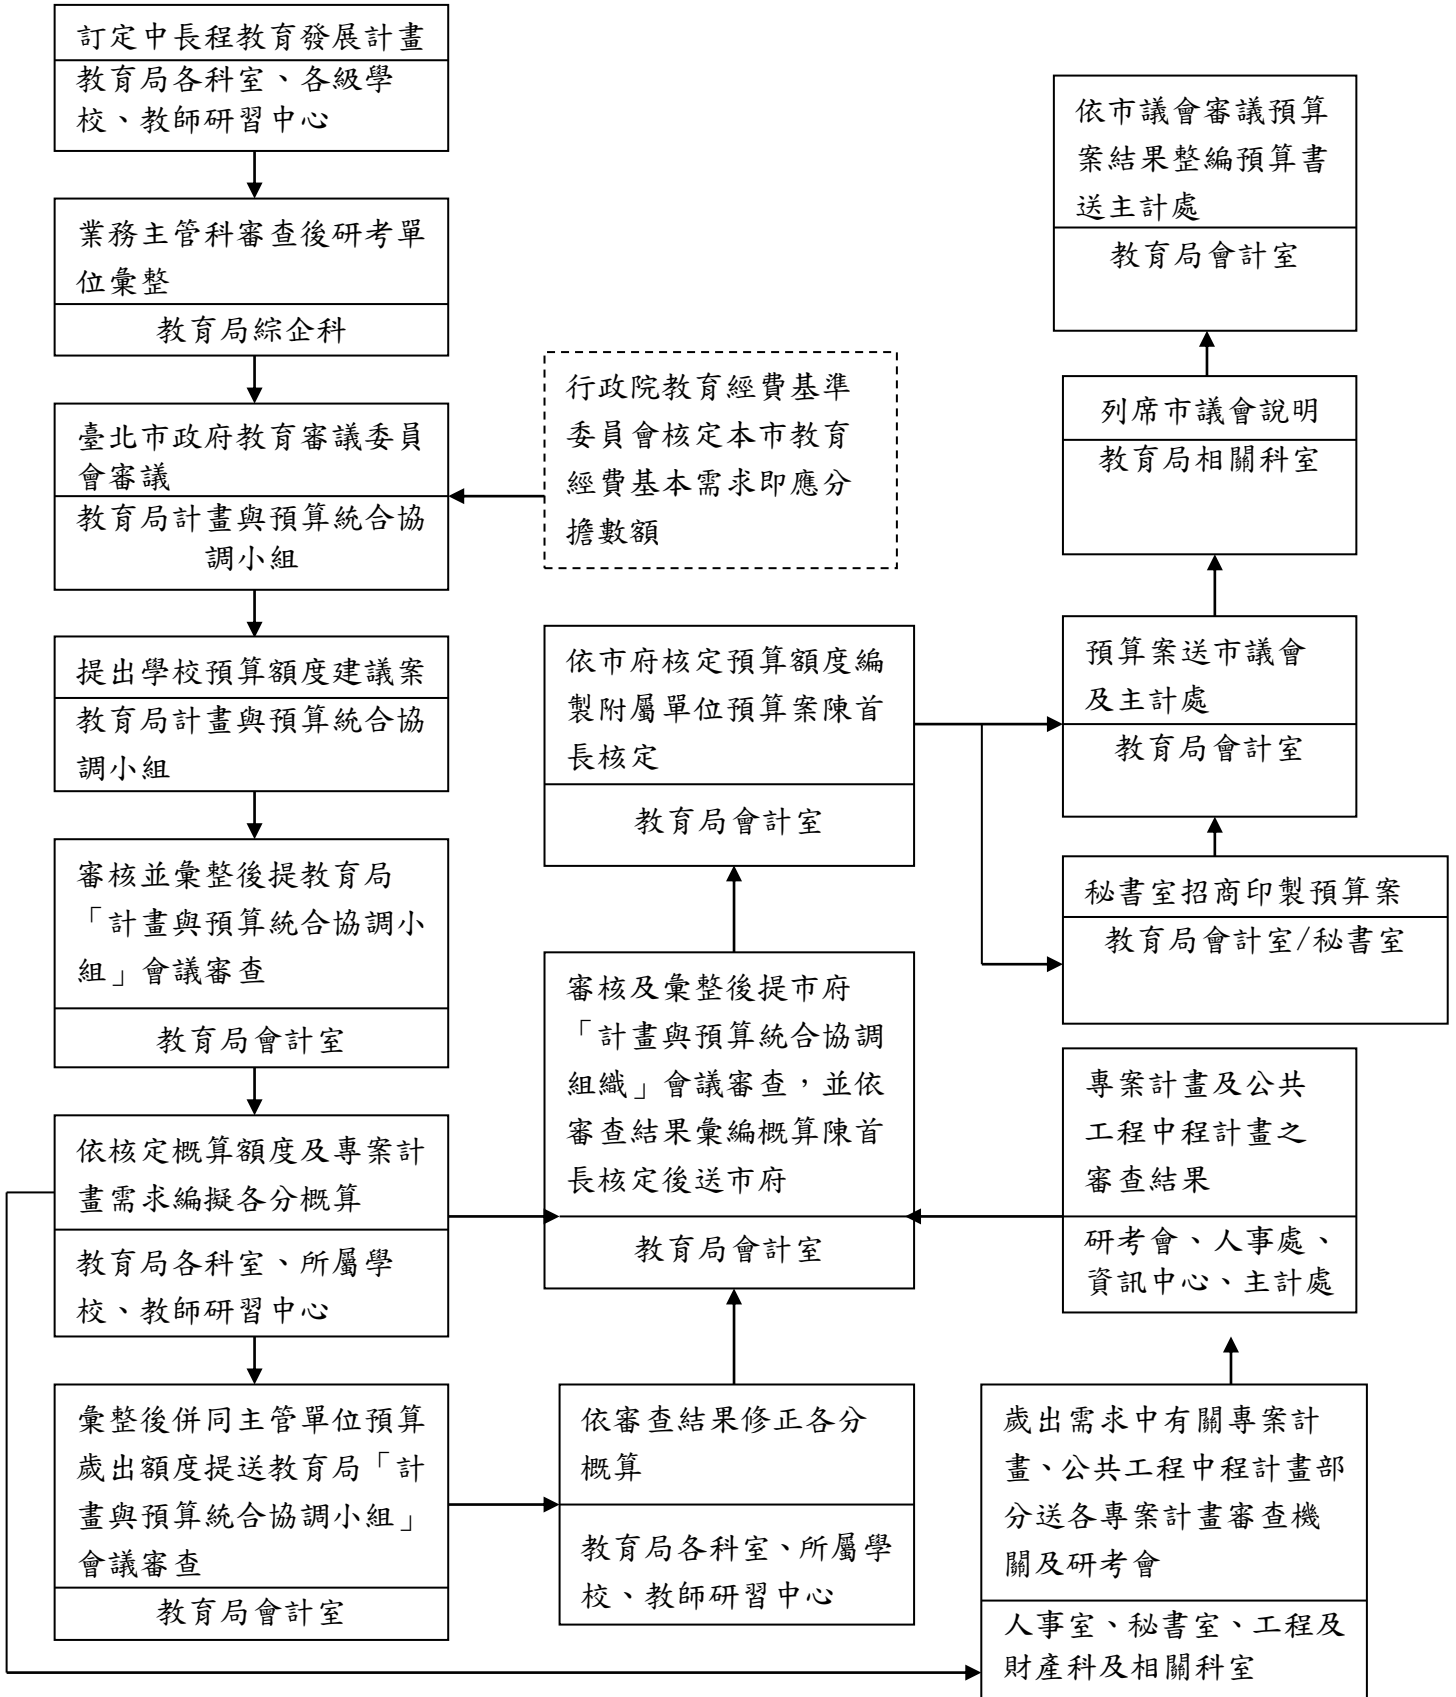 訂定中長程教育發展計畫
教育局各科室、各級學
校、教師研習中心
業務主管科審查後研考單
位彙整
教育局綜企科
臺北市政府教育審議委員
會審議
教育局計畫與預算統合協
調小組
提出學校預算額度建議案
教育局計畫與預算統合協
調小組
審核並彙整後提教育局
「計畫與預算統合協調小
組」會議審查
教育局會計室
依核定概算額度及專案計
畫需求編擬各分概算
教育局各科室、所屬學
校、教師研習中心
彙整後併同主管單位預算
歲出額度提送教育局「計
畫與預算統合協調小組」
會議審查
教育局會計室
行政院教育經費基準
委員會核定本市教育
經費基本需求即應分
擔數額
依市府核定預算額度編
製附屬單位預算案陳首
長核定
教育局會計室
審核及彙整後提市府
「計畫與預算統合協調
組織」會議審查，並依
審查結果彙編概算陳首
長核定後送市府
教育局會計室
依審查結果修正各分
概算
教育局各科室、所屬學
校、教師研習中心
依市議會審議預算
案結果整編預算書
送主計處
教育局會計室
列席市議會說明
教育局相關科室
預算案送市議會
及主計處
教育局會計室
秘書室招商印製預算案
教育局會計室/秘書室
專案計畫及公共
工程中程計畫之
審查結果
研考會、人事處、
資訊中心、主計處
歲出需求中有關專案計
畫、公共工程中程計畫部
分送各專案計畫審查機
關及研考會
人事室、秘書室、工程及
財產科及相關科室